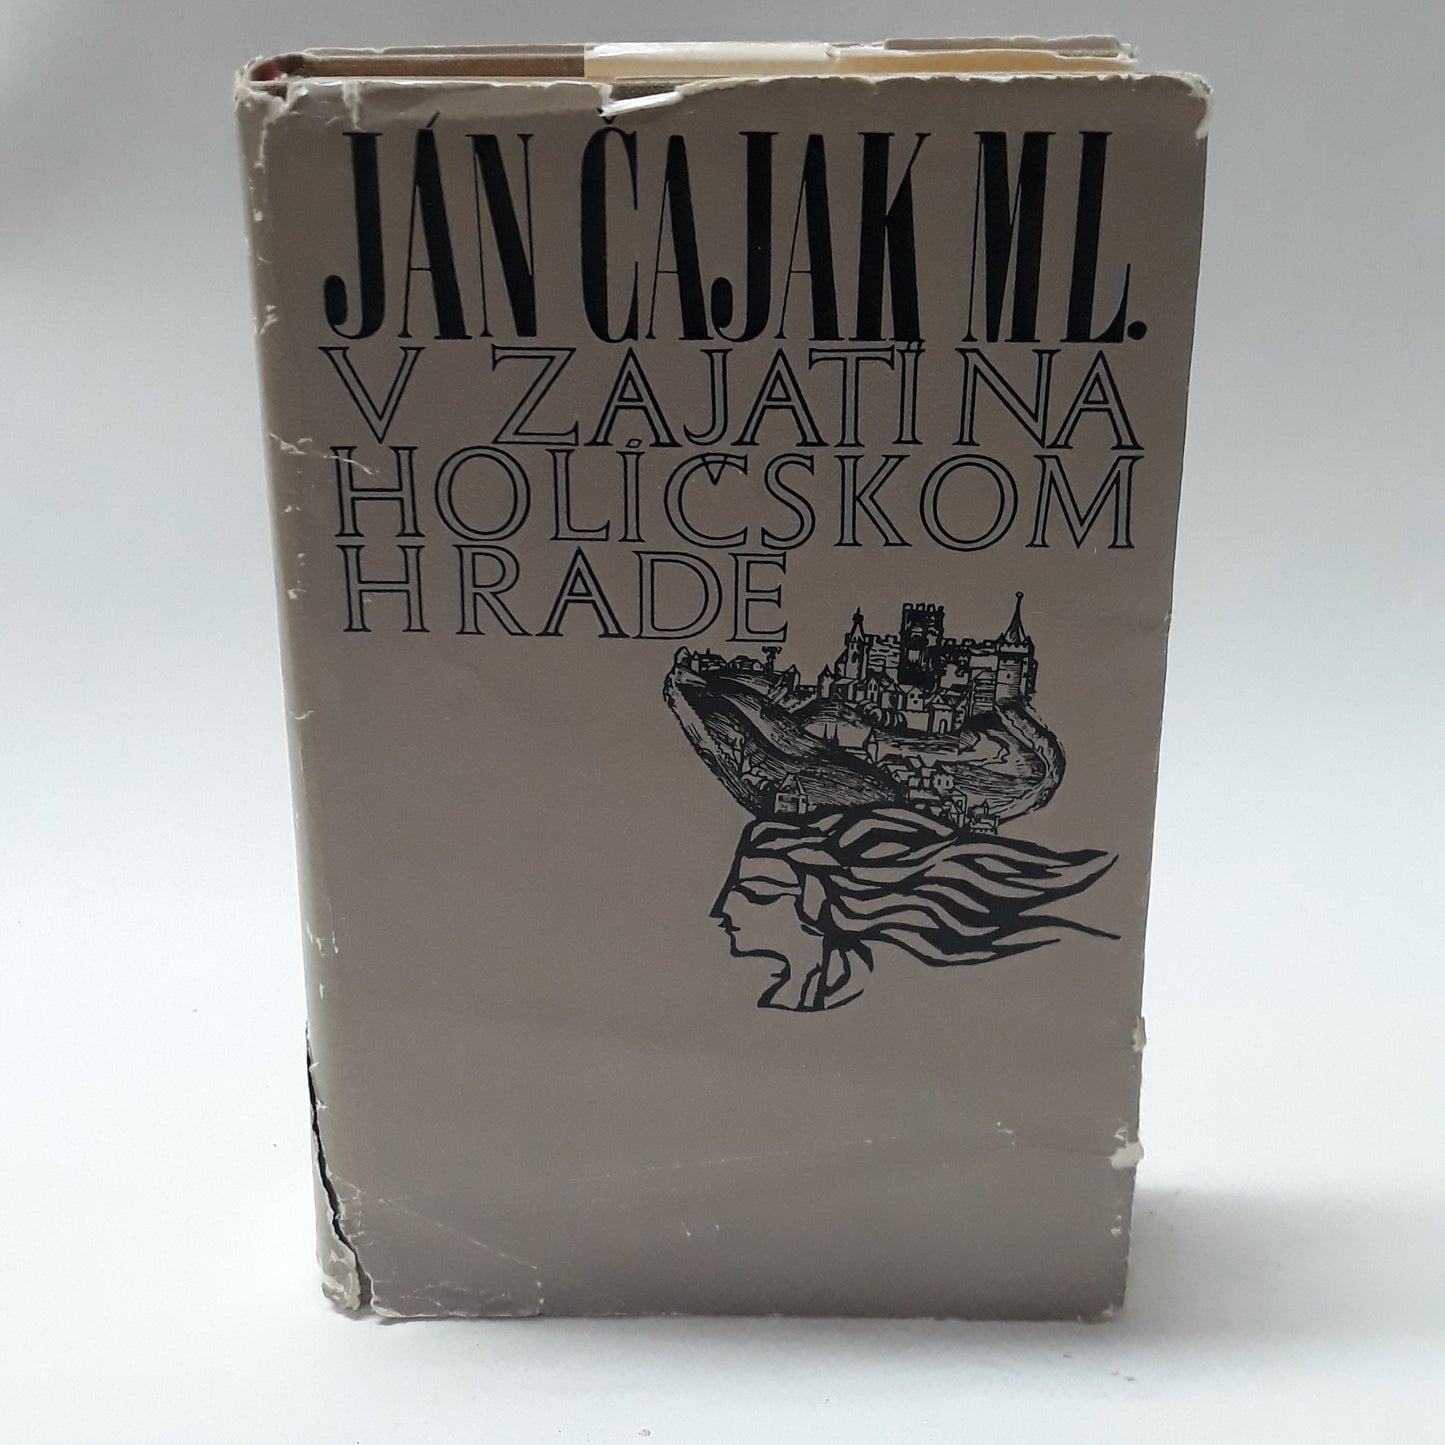 JÁN ČAJAK ML.
V ZAJATÍ NA
HOLÍČSKOM
HRADE